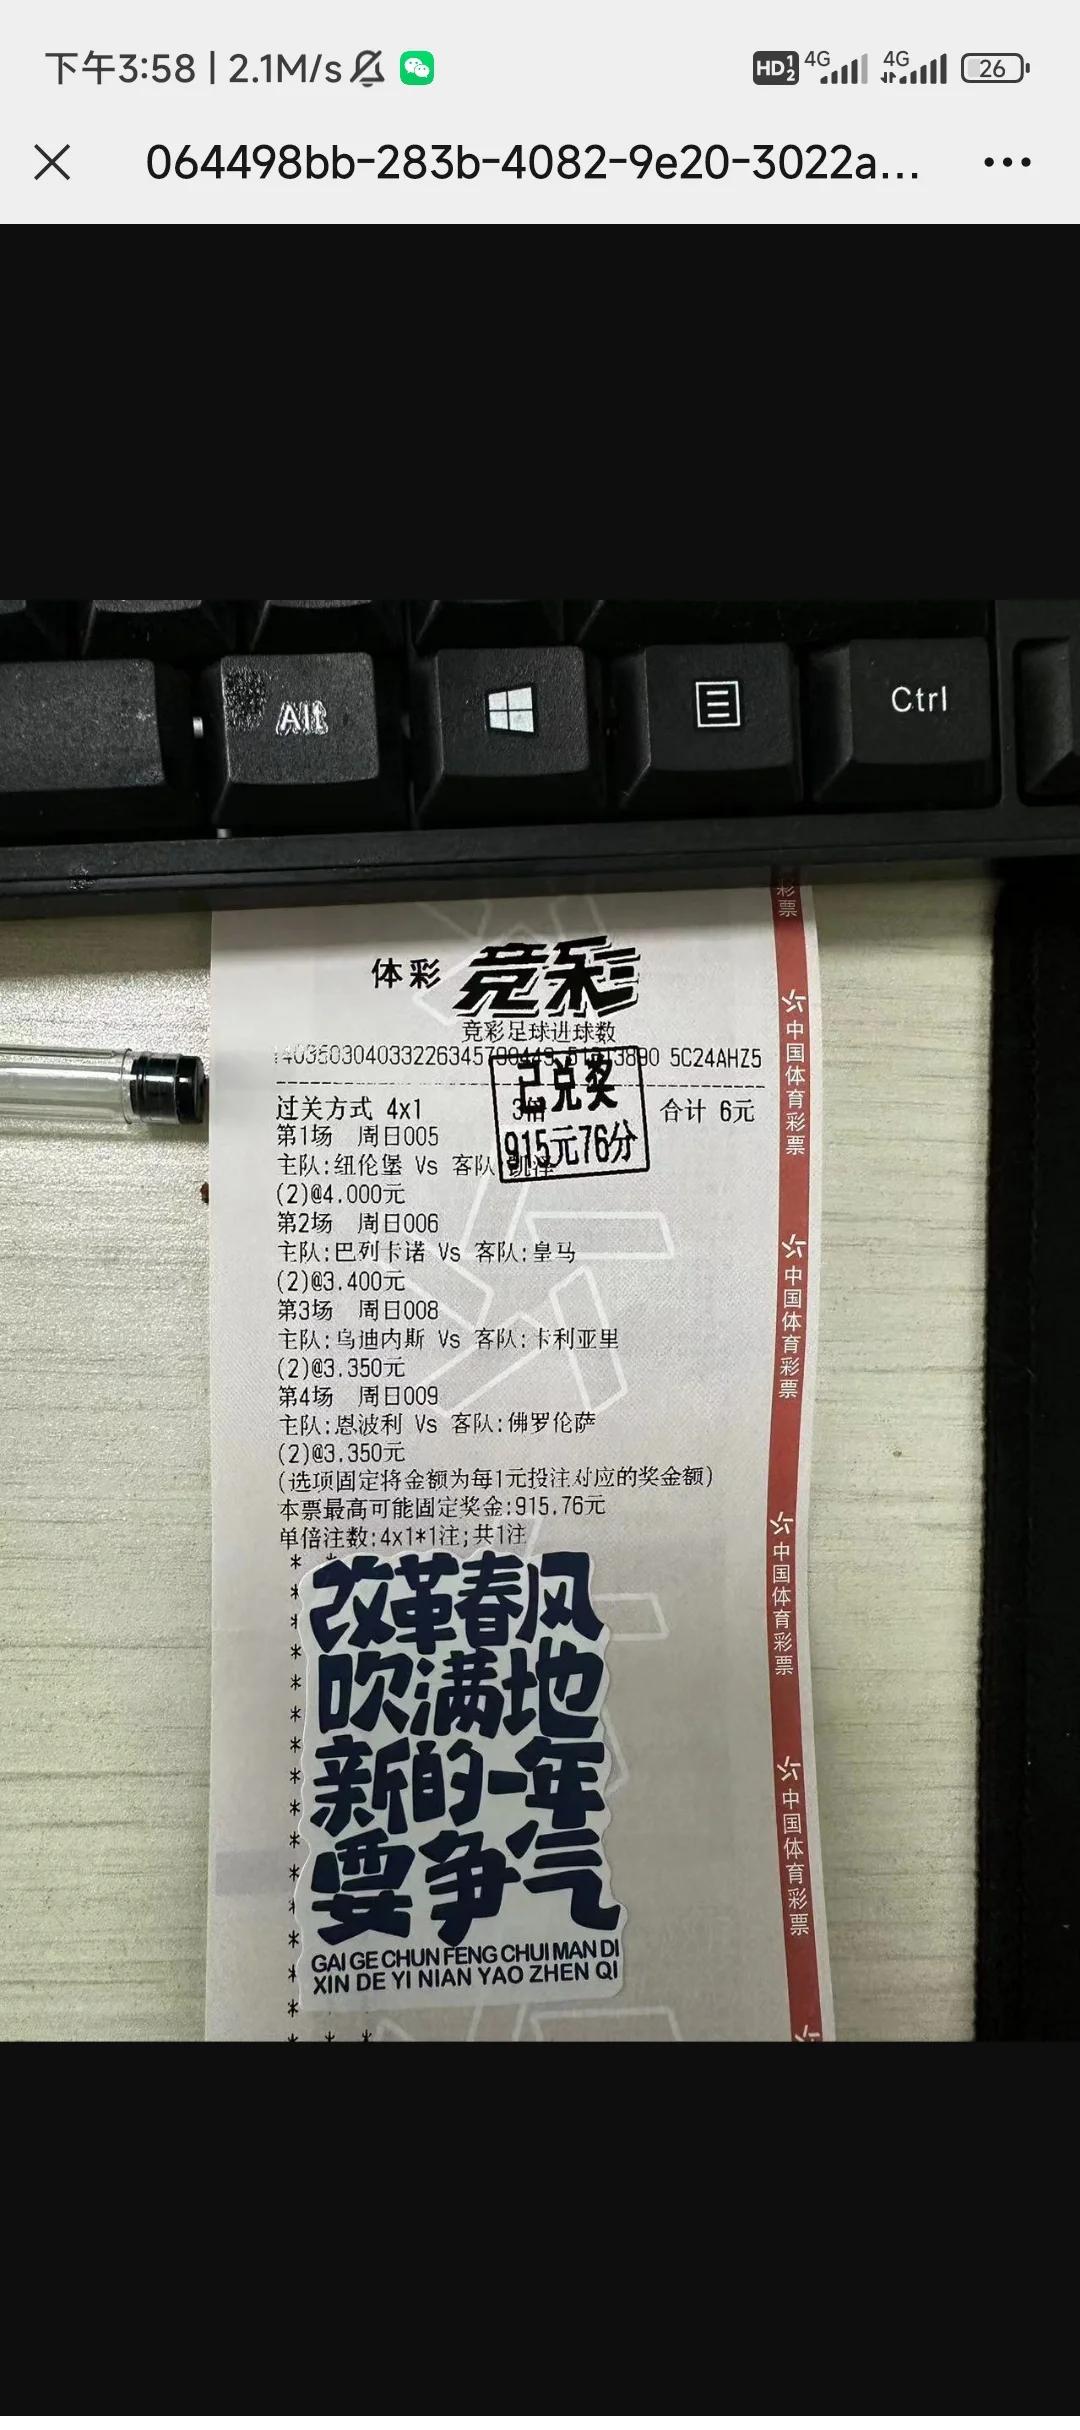 下午3:58 | 2.1M/s
HD 1 2 4G 4G 26
064498bb-283b-4082-9e20-3022a...
Alt
Ctrl
体彩 竞彩
竞彩足球进球数
5C24AHZ5
已兑奖
915元76分
过关方式 4x1 3倍 合计 6元
第1场 周日005
主队:纽伦堡 Vs 客队:凯泽
(2)@4.000元
第2场 周日006
主队:巴列卡诺 Vs 客队:皇马
(2)@3.400元
第3场 周日008
主队:乌迪内斯 Vs 客队:卡利亚里
(2)@3.350元
第4场 周日009
主队:恩波利 Vs 客队:佛罗伦萨
(2)@3.350元
(选项固定将金额为每1元投注对应的奖金额)
本票最高可能固定奖金:915.76元
单倍注数:4x1*1注;共1注
改革春风
吹满地
新的一年
要争气
GAI GE CHUN FENG CHUI MAN DI
XIN DE YI NIAN YAO ZHEN QI
彩票
中国体育彩票
中国体育彩票
中国体育彩票
中国体育彩票